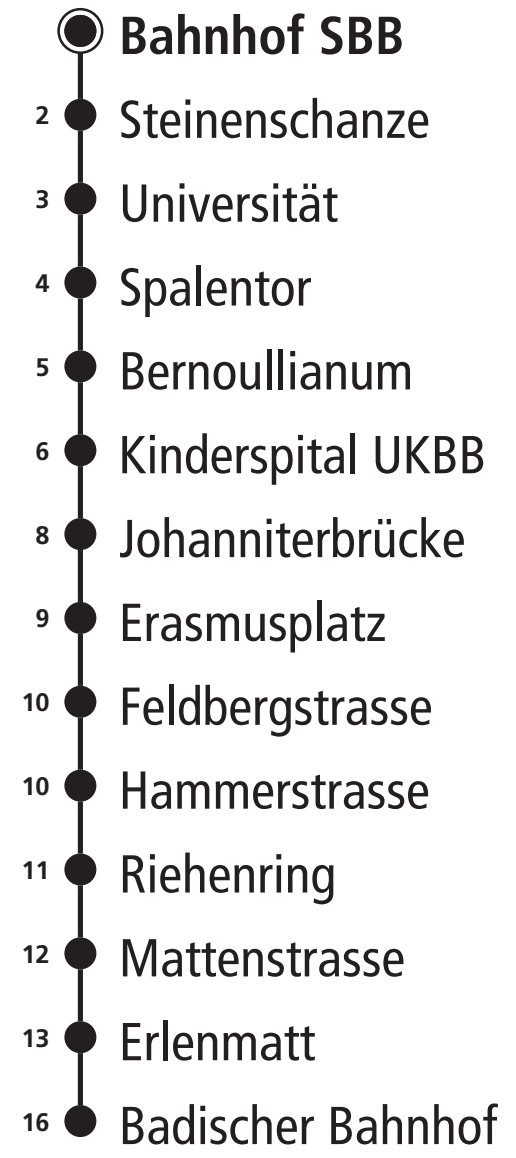 Bahnhof SBB
2 Steinenschanze
3 Universität
4 Spalentor
5 Bernoullianum
6 Kinderspital UKBB
8 Johanniterbrücke
9 Erasmusplatz
10 Feldbergstrasse
10 Hammerstrasse
11 Riehenring
12 Mattenstrasse
13 Erlenmatt
16 Badischer Bahnhof